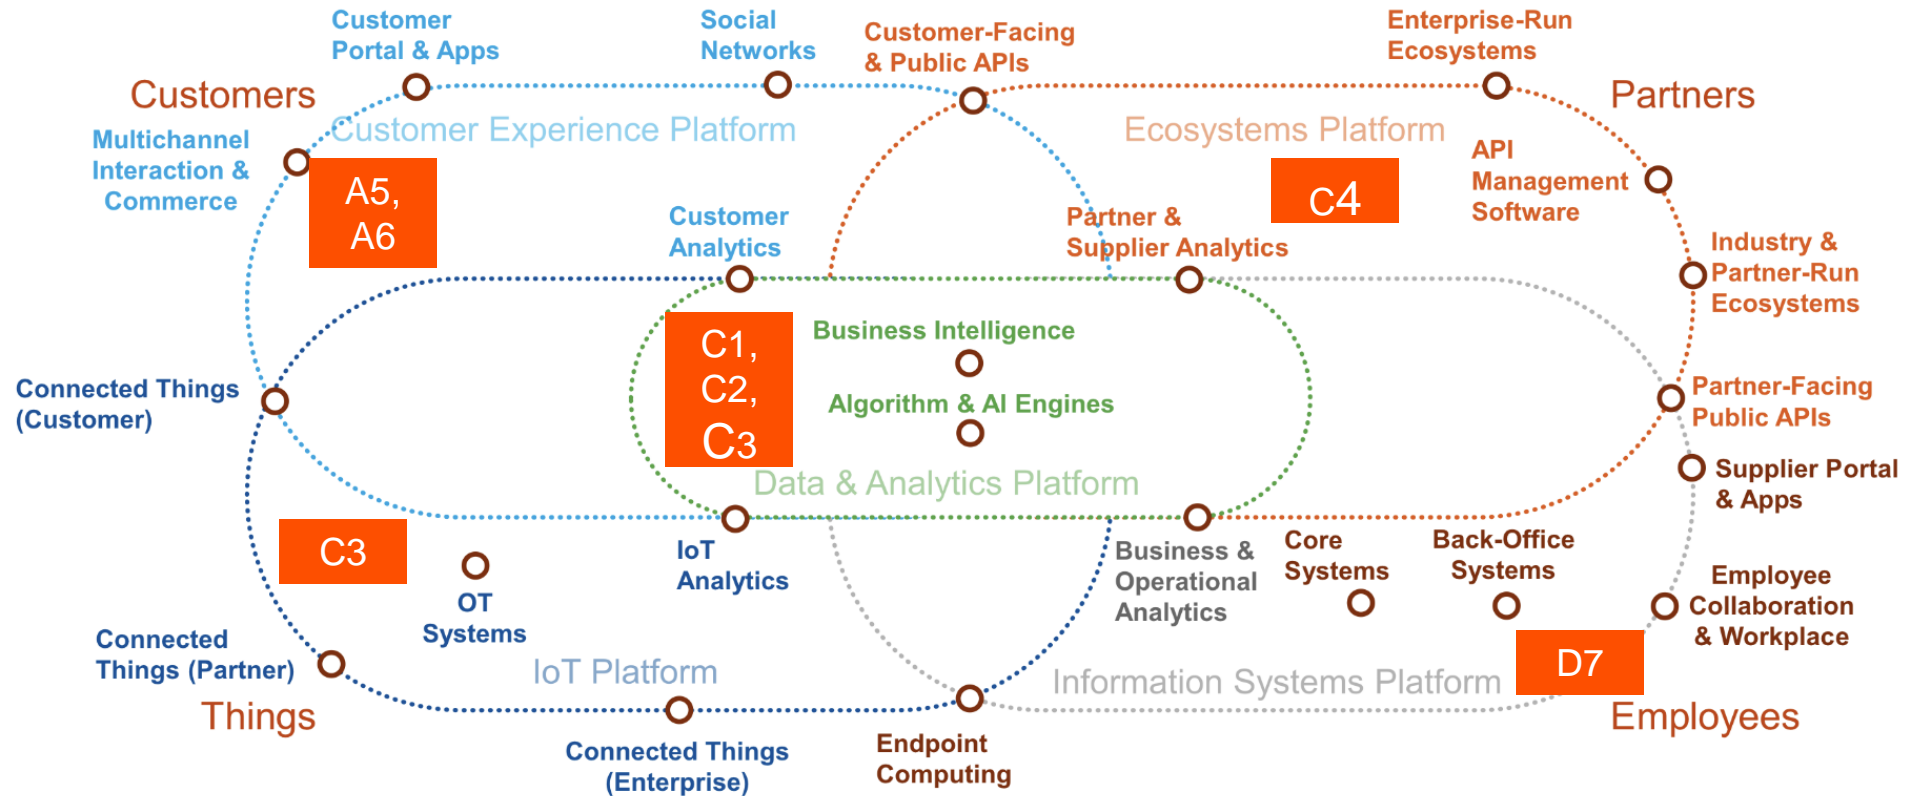 Customer
Portal & Apps
Social
Networks
Customer-Facing
& Public APIs
Enterprise-Run
Ecosystems
Customers
Partners
Multichannel
Interaction &
Commerce
Customer Experience Platform
Ecosystems Platform
API
Management
Software
A5,
A6
C4
Customer
Analytics
Partner &
Supplier Analytics
Industry &
Partner-Run
Ecosystems
C1,
C2,
C3
Business Intelligence
Algorithm & AI Engines
Data & Analytics Platform
Connected Things
(Customer)
Partner-Facing
Public APIs
Supplier Portal
& Apps
C3
OT
Systems
IoT
Analytics
Business &
Operational
Analytics
Core
Systems
Back-Office
Systems
Employee
Collaboration
& Workplace
Connected
Things (Partner)
IoT Platform
Information Systems Platform
D7
Things
Employees
Connected Things
(Enterprise)
Endpoint
Computing